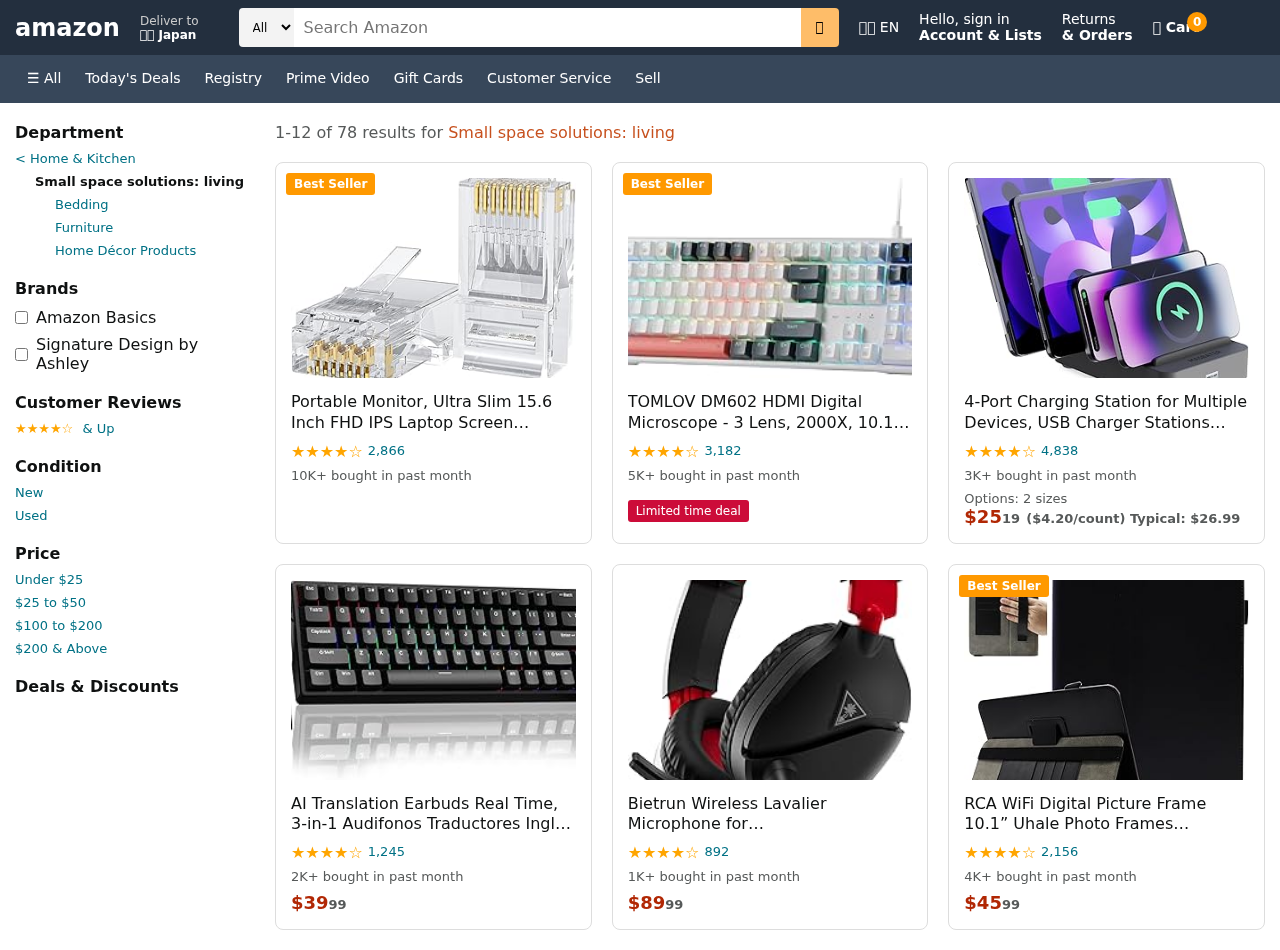 amazon
Deliver to
Japan
All
Search Amazon
EN
Hello, sign in
Account & Lists
Returns
& Orders
0
☰ All
Today's Deals
Registry
Prime Video
Gift Cards
Customer Service
Sell
Department
< Home & Kitchen
Small space solutions: living
Bedding
Furniture
Home Décor Products
Brands
Amazon Basics
Signature Design by
Ashley
Customer Reviews
★★★★☆ & Up
Condition
New
Used
Price
Under $25
$25 to $50
$100 to $200
$200 & Above
Deals & Discounts
1-12 of 78 results for Small space solutions: living
Best Seller
Portable Monitor, Ultra Slim 15.6
Inch FHD IPS Laptop Screen…
★★★★☆ 2,866
10K+ bought in past month
Best Seller
TOMLOV DM602 HDMI Digital
Microscope - 3 Lens, 2000X, 10.1…
★★★★☆ 3,182
5K+ bought in past month
Limited time deal
4-Port Charging Station for Multiple
Devices, USB Charger Stations…
★★★★☆ 4,838
3K+ bought in past month
Options: 2 sizes
$25 19 ($4.20/count) Typical: $26.99
AI Translation Earbuds Real Time,
3-in-1 Audifonos Traductores Ingl…
★★★★☆ 1,245
2K+ bought in past month
$39 99
Bietrun Wireless Lavalier
Microphone for…
★★★★☆ 892
1K+ bought in past month
$89 99
Best Seller
RCA WiFi Digital Picture Frame
10.1” Uhale Photo Frames…
★★★★☆ 2,156
4K+ bought in past month
$45 99